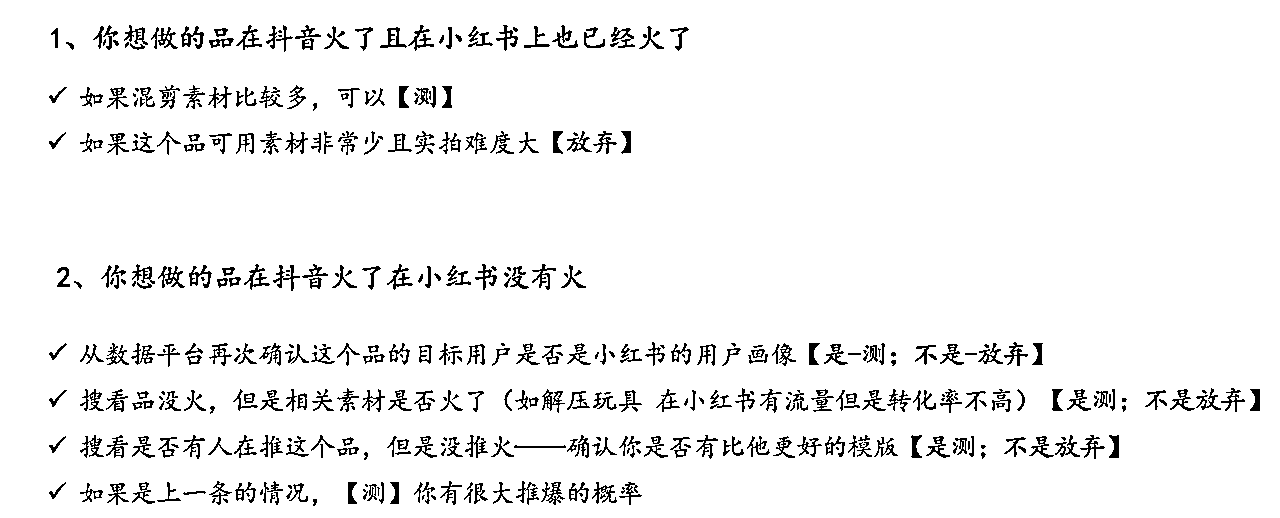 1、你想做的品在抖音火了且在小红书上也已经火了
✓ 如果混剪素材比较多，可以【测】
✓ 如果这个品可用素材非常少且实拍难度大【放弃】
2、你想做的品在抖音火了在小红书没有火
✓ 从数据平台再次确认这个品的目标用户是否是小红书的用户画像【是-测；不是-放弃】
✓ 搜看品没火，但是相关素材是否火了（如解压玩具 在小红书有流量但是转化率不高）【是测；不是放弃】
✓ 搜看是否有人在推这个品，但是没推火——确认你是否有比他更好的模版【是测；不是放弃】
✓ 如果是上一条的情况，【测】你有很大推爆的概率